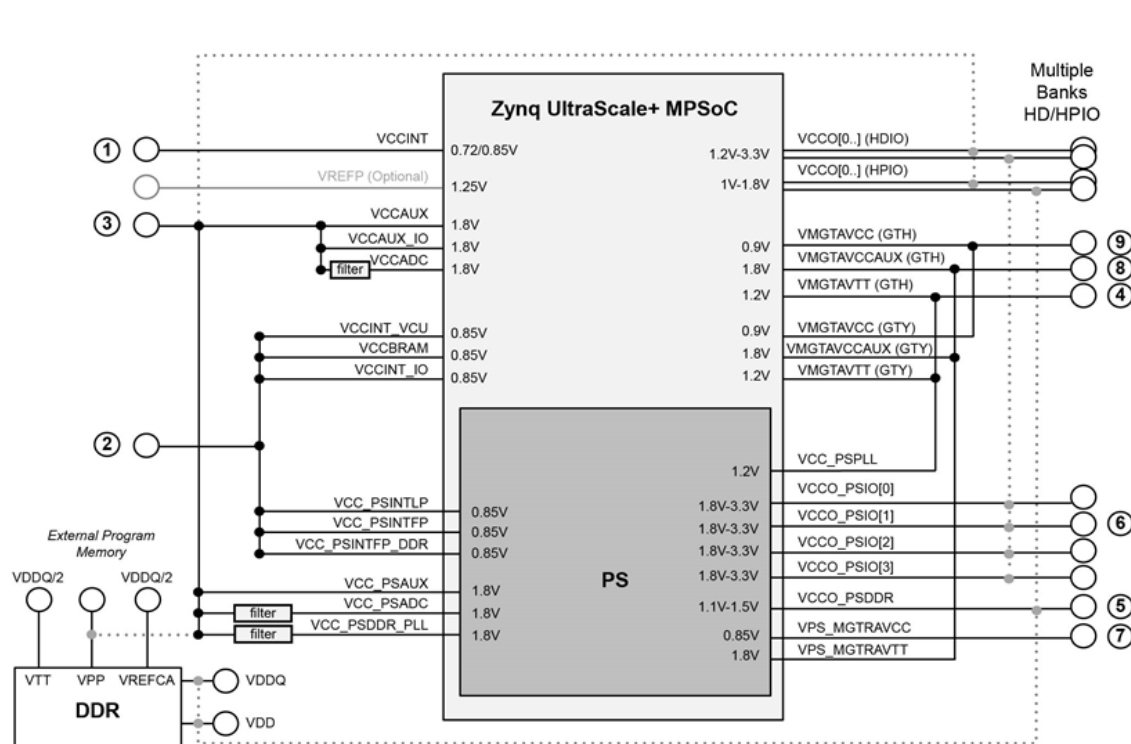 Multiple
Banks
HD/HPIO
Zynq UltraScale+ MPSoC
1 VCCINT 0.72/0.85V
VREFP (Optional) 1.25V
3 VCCAUX 1.8V
VCCAUX_IO 1.8V
filter VCCADC 1.8V
VCCINT_VCU 0.85V
VCCBRAM 0.85V
VCCINT_IO 0.85V
2
VCC_PSINTLP 0.85V
VCC_PSINTFP 0.85V
VCC_PSINTFP_DDR 0.85V
VCC_PSAUX 1.8V
filter VCC_PSADC 1.8V
filter VCC_PSDDR_PLL 1.8V
1.2V-3.3V VCCO[0..] (HDIO)
1V-1.8V VCCO[0..] (HPIO)
0.9V VMGTAVCC (GTH) 9
1.8V VMGTAVCCAUX (GTH) 8
1.2V VMGTAVTT (GTH) 4
0.9V VMGTAVCC (GTY)
1.8V VMGTAVCCAUX (GTY)
1.2V VMGTAVTT (GTY)
PS
1.2V VCC_PSPLL
1.8V-3.3V VCCO_PSIO[0]
1.8V-3.3V VCCO_PSIO[1] 6
1.8V-3.3V VCCO_PSIO[2]
1.8V-3.3V VCCO_PSIO[3]
1.1V-1.5V VCCO_PSDDR 5
0.85V VPS_MGTRAVCC 7
1.8V VPS_MGTRAVTT
External Program
Memory
VDDQ/2 VDDQ/2
VTT VPP VREFCA
DDR
VDDQ
VDD